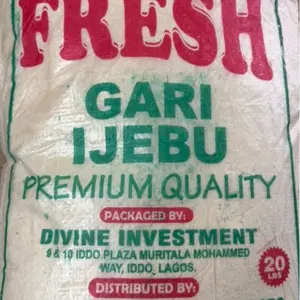 FRESH
GARI
IJEBU
PREMIUM QUALITY
PACKAGED BY:
DIVINE INVESTMENT
9 & 10 IDDO PLAZA MURITALA MOHAMMED
WAY, IDDO, LAGOS.
20
LBS
DISTRIBUTED BY: